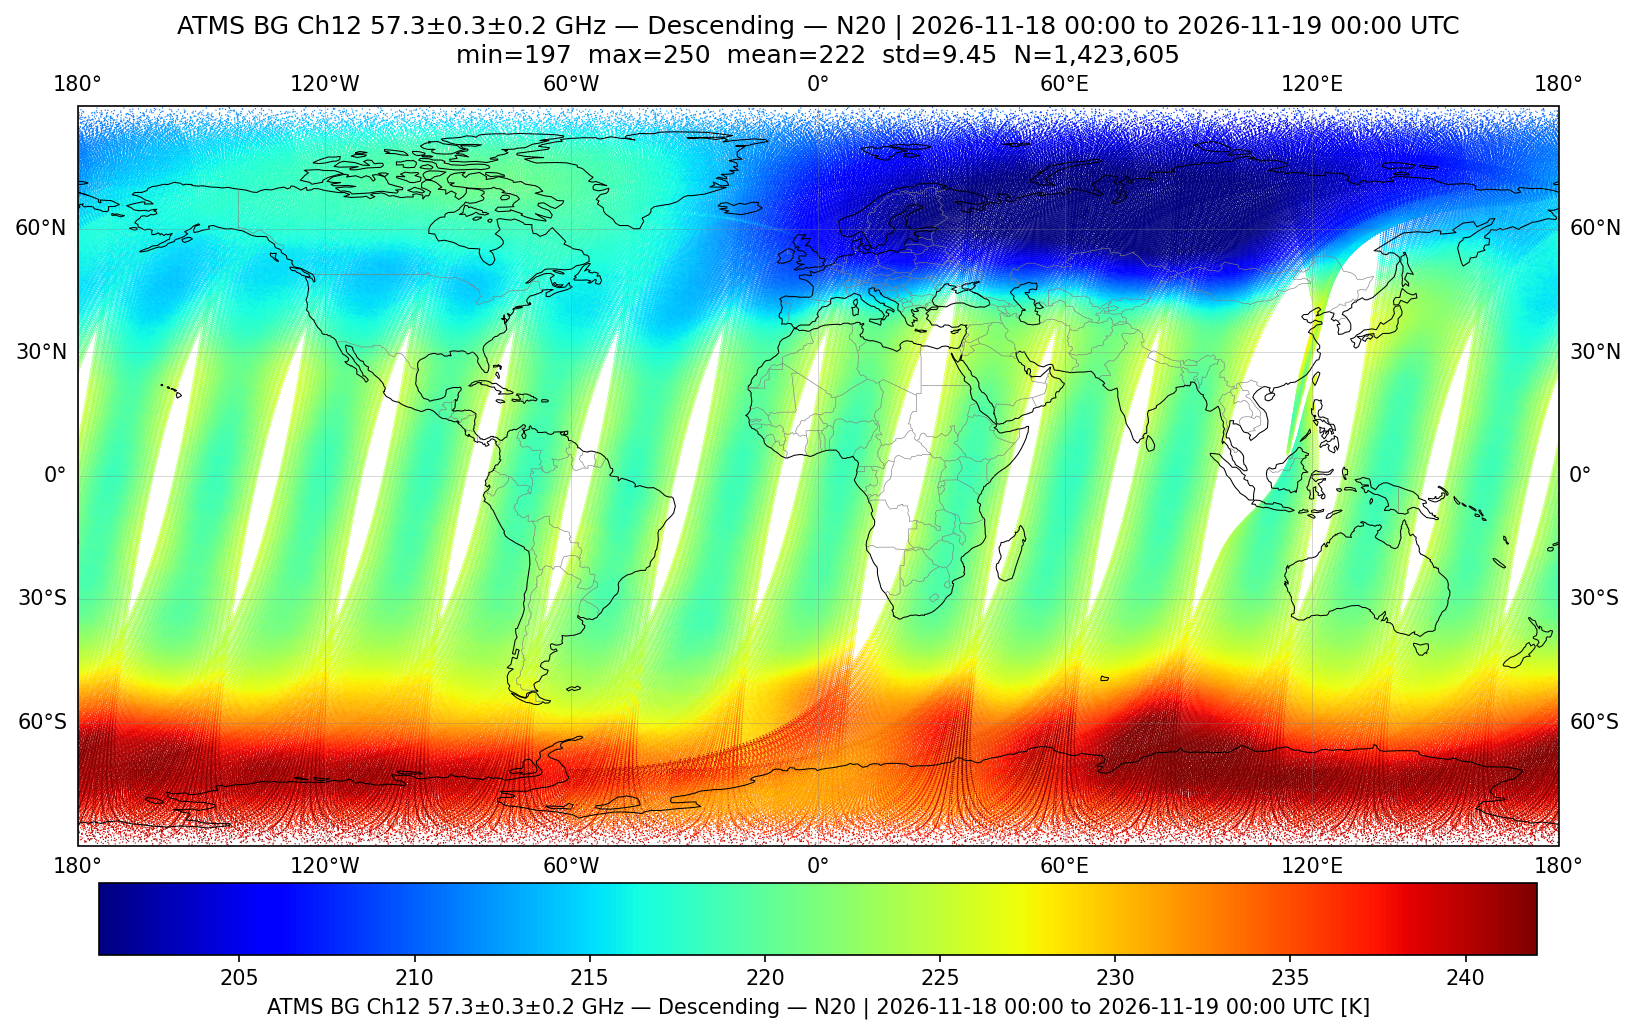 ATMS BG Ch12 57.3±0.3±0.2 GHz — Descending — N20 | 2026-11-18 00:00 to 2026-11-19 00:00 UTC
min=197 max=250 mean=222 std=9.45 N=1,423,605
180° 120°W 60°W 0° 60°E 120°E 180°
60°N 60°N
30°N 30°N
0° 0°
30°S 30°S
60°S 60°S
180° 120°W 60°W 0° 60°E 120°E 180°
205 210 215 220 225 230 235 240
ATMS BG Ch12 57.3±0.3±0.2 GHz — Descending — N20 | 2026-11-18 00:00 to 2026-11-19 00:00 UTC [K]